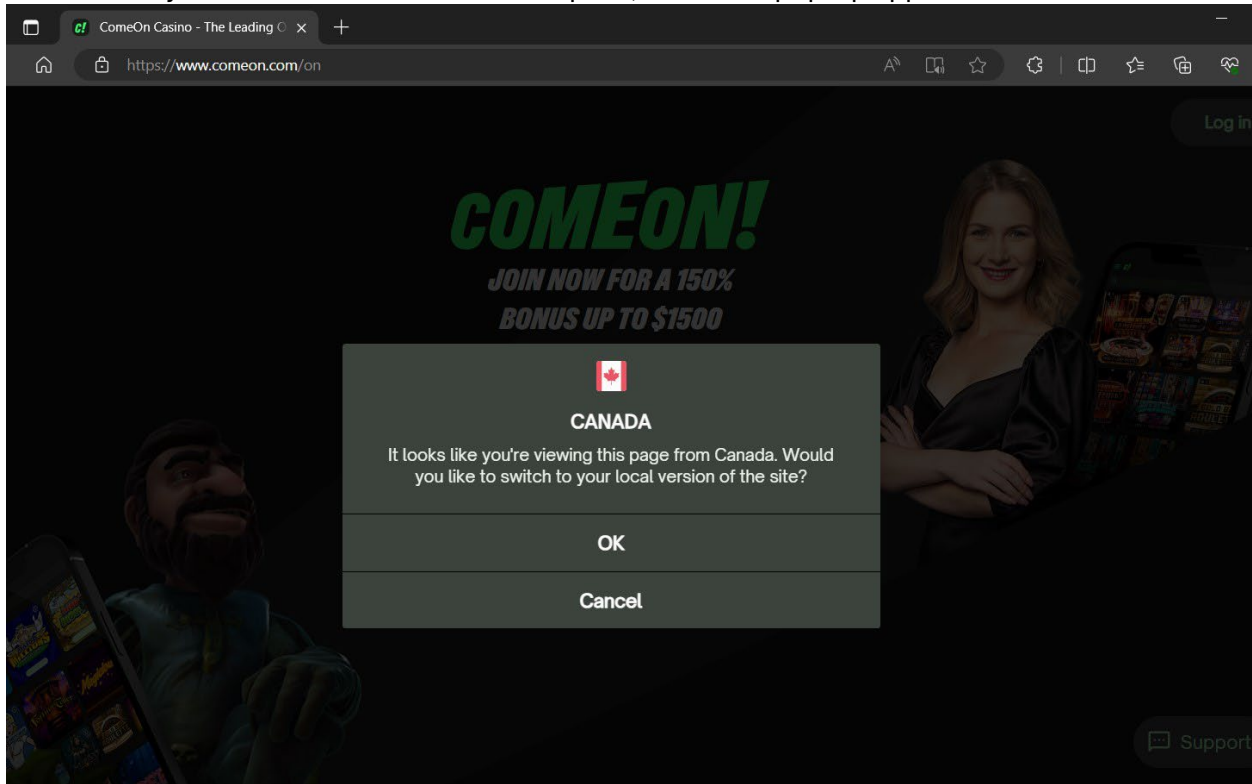 ComeOn Casino - The Leading O
https://www.comeon.com/on
Log in
COMEON!
JOIN NOW FOR A 150%
BONUS UP TO $1500
CANADA
It looks like you're viewing this page from Canada. Would
you like to switch to your local version of the site?
OK
Cancel
Support